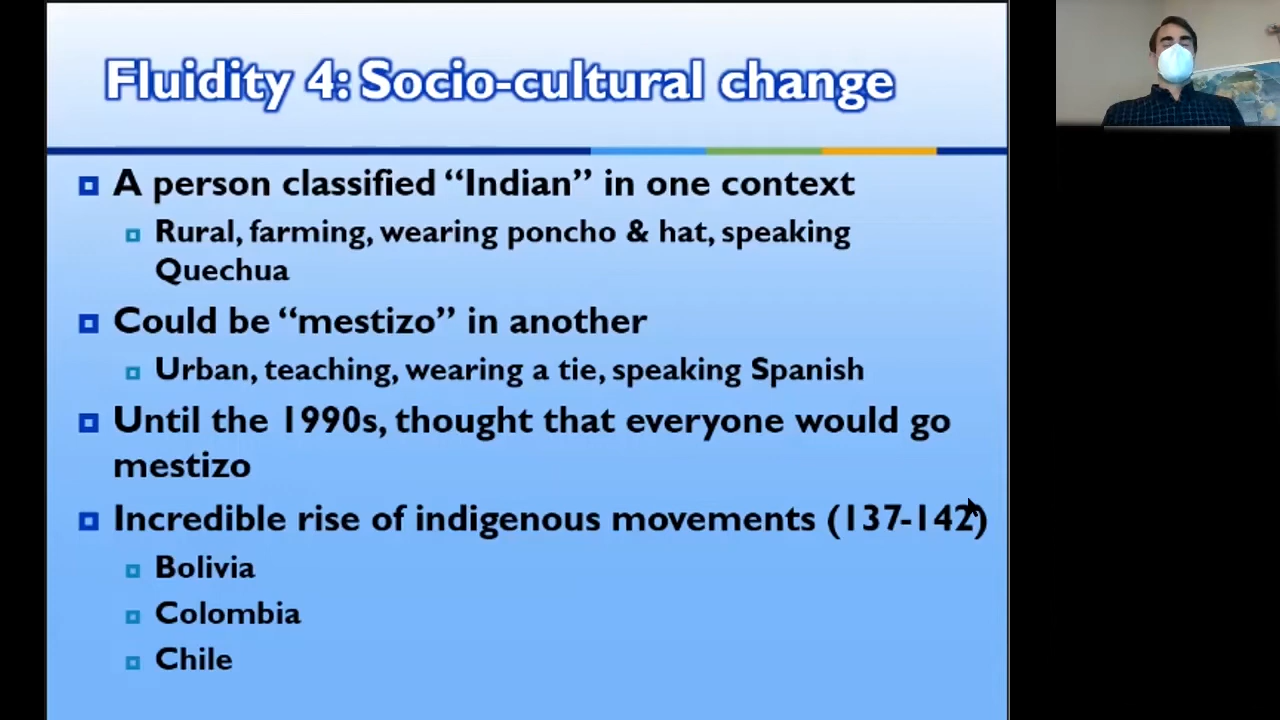 Fluidity 4: Socio-cultural change
A person classified “Indian” in one context
Rural, farming, wearing poncho & hat, speaking
Quechua
Could be “mestizo” in another
Urban, teaching, wearing a tie, speaking Spanish
Until the 1990s, thought that everyone would go
mestizo
Incredible rise of indigenous movements (137-142)
Bolivia
Colombia
Chile